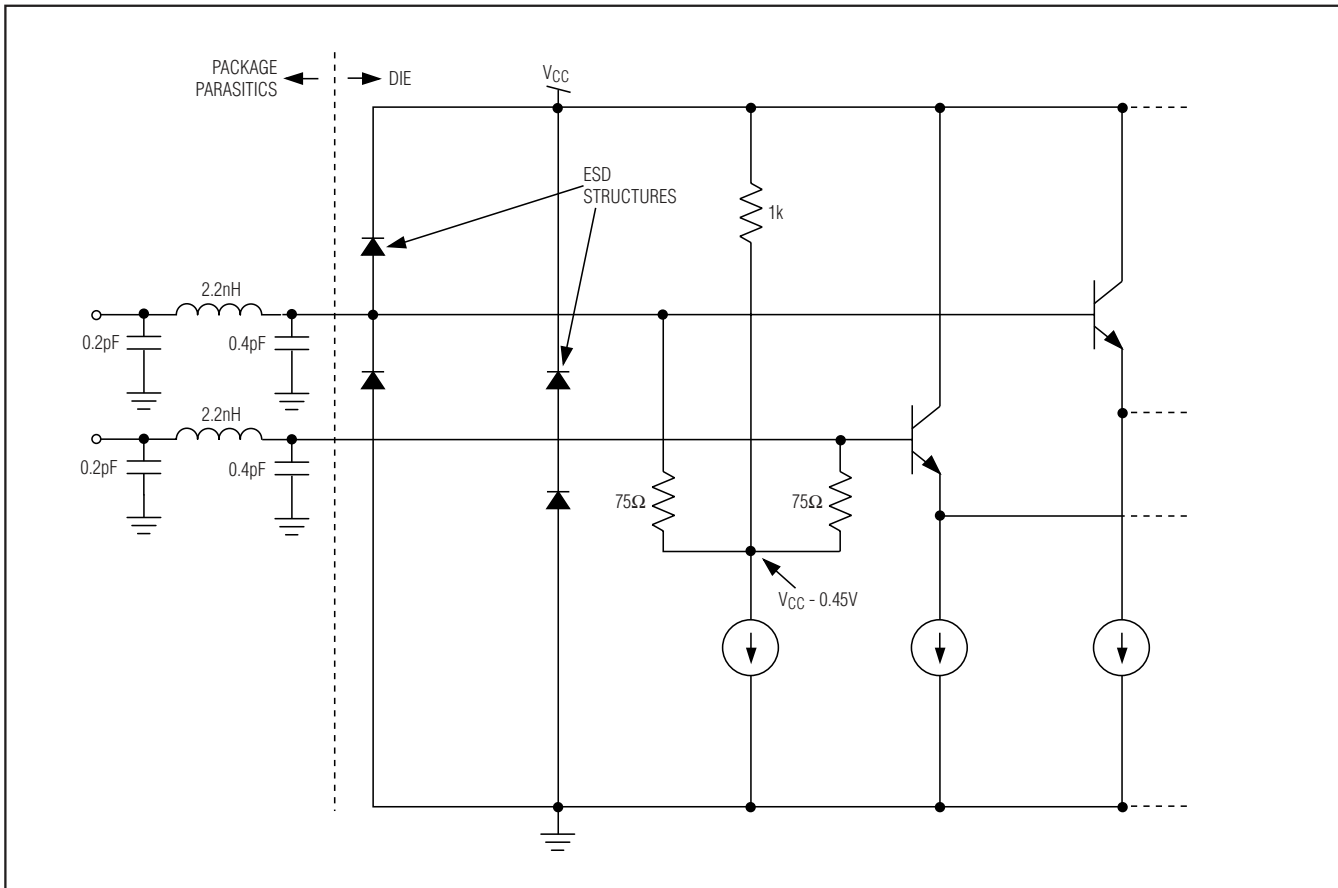 PACKAGE
PARASITICS
DIE
VCC
ESD
STRUCTURES
1k
2.2nH
0.2pF
0.4pF
2.2nH
0.2pF
0.4pF
75Ω
75Ω
VCC - 0.45V